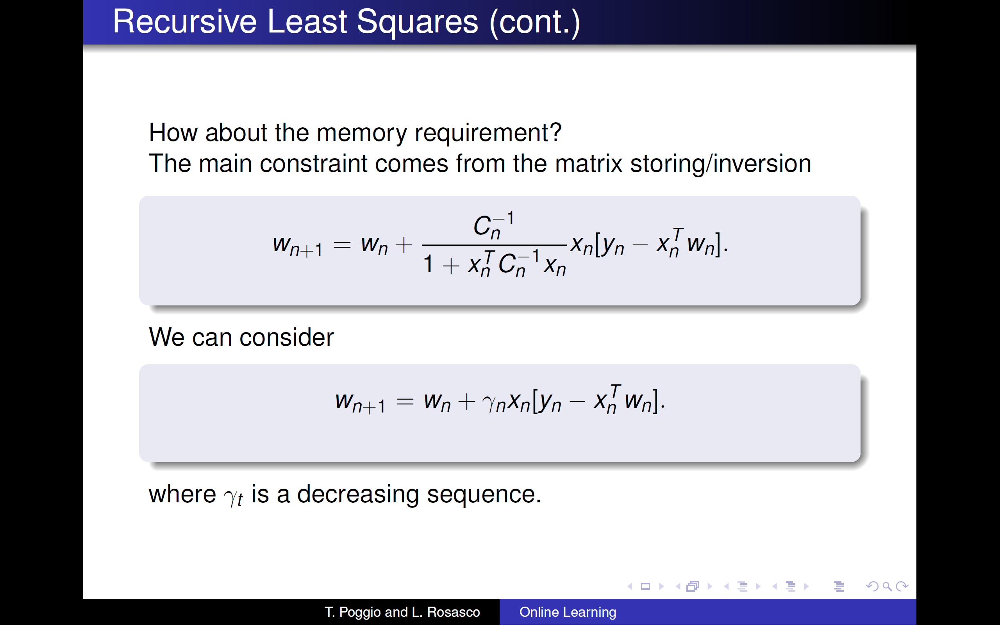 Recursive Least Squares (cont.)
How about the memory requirement?
The main constraint comes from the matrix storing/inversion
$w_{n+1} = w_n + \frac{C_n^{-1}}{1 + x_n^T C_n^{-1} x_n} x_n [y_n - x_n^T w_n].$
We can consider
$w_{n+1} = w_n + \gamma_n x_n [y_n - x_n^T w_n].$
where $\gamma_t$ is a decreasing sequence.
T. Poggio and L. Rosasco
Online Learning